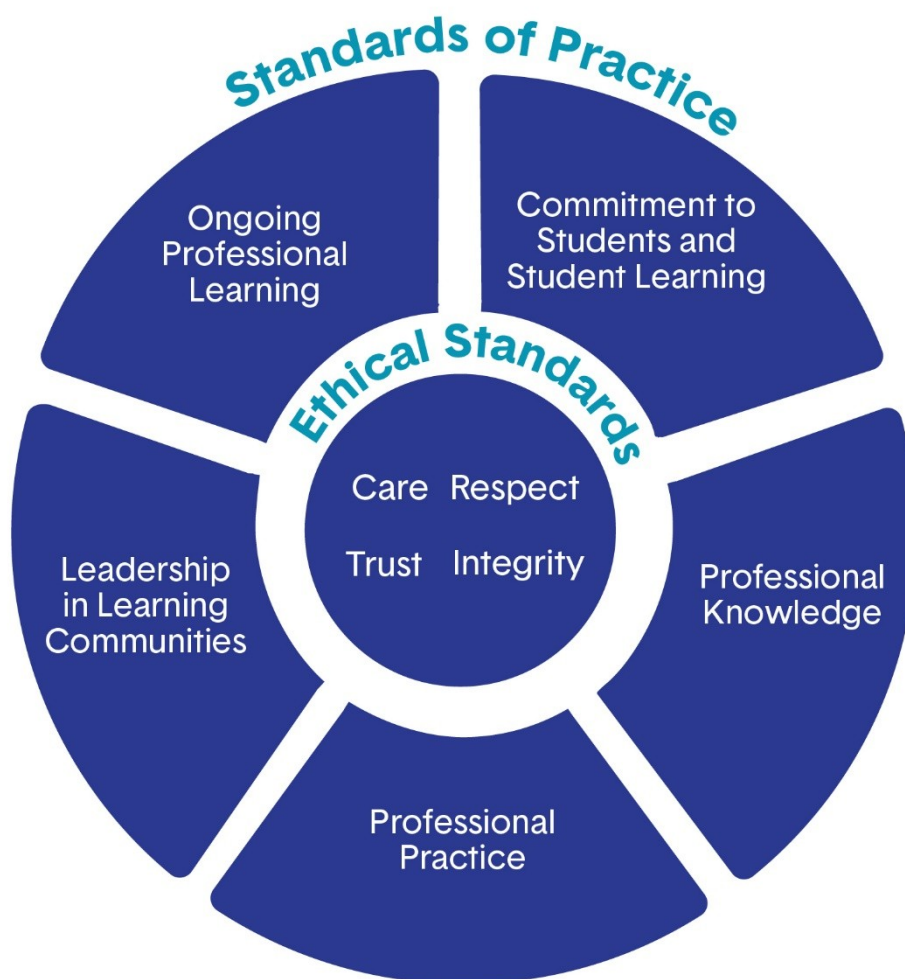 Standards of Practice
Ongoing
Professional
Learning
Commitment to
Students and
Student Learning
Ethical Standards
Care Respect
Trust Integrity
Leadership
in Learning
Communities
Professional
Knowledge
Professional
Practice